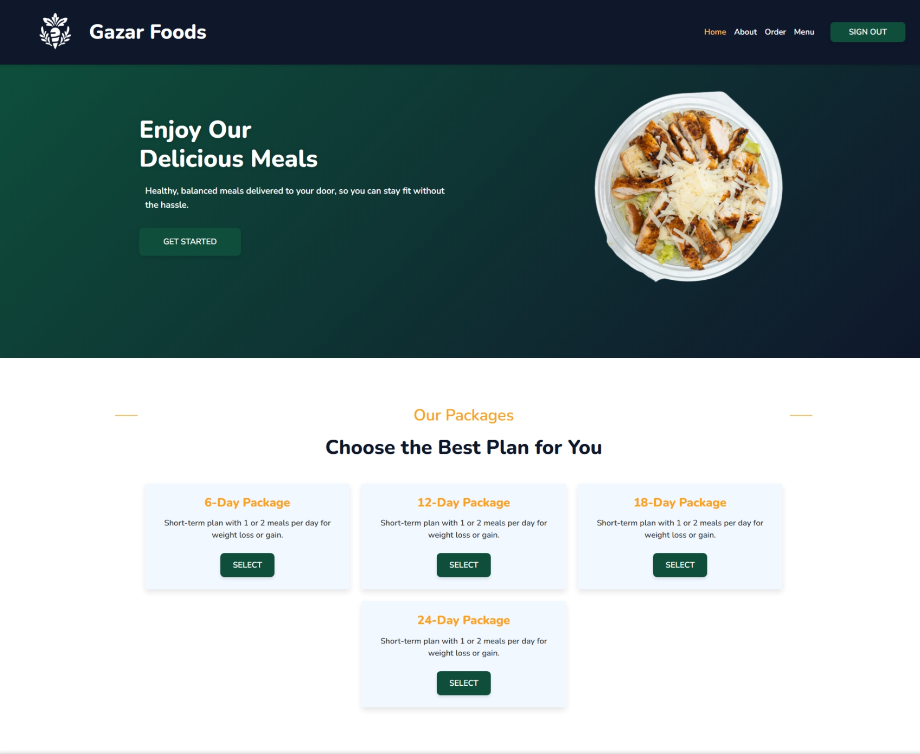 Gazar Foods
Home About Order Menu SIGN OUT
Enjoy Our
Delicious Meals
Healthy, balanced meals delivered to your door, so you can stay fit without
the hassle.
GET STARTED
Our Packages
Choose the Best Plan for You
6-Day Package
Short-term plan with 1 or 2 meals per day for
weight loss or gain.
SELECT
12-Day Package
Short-term plan with 1 or 2 meals per day for
weight loss or gain.
SELECT
18-Day Package
Short-term plan with 1 or 2 meals per day for
weight loss or gain.
SELECT
24-Day Package
Short-term plan with 1 or 2 meals per day for
weight loss or gain.
SELECT